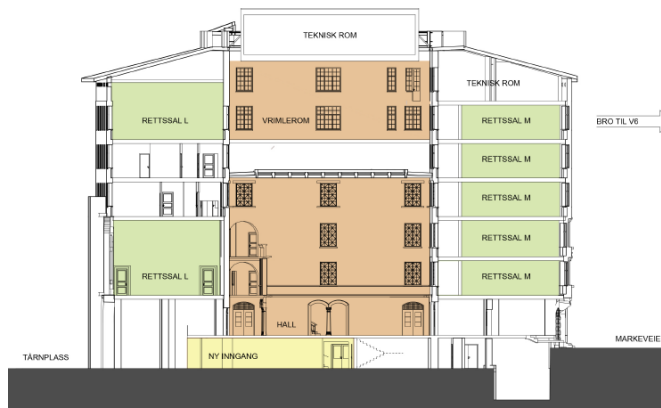 TEKNISK ROM
TEKNISK ROM
RETTSSAL L
VRIMLEROM
RETTSSAL M
BRO TIL V6
RETTSSAL M
RETTSSAL M
RETTSSAL M
RETTSSAL L
RETTSSAL M
HALL
MARKEVEIE
TÅRNPLASS
NY INNGANG